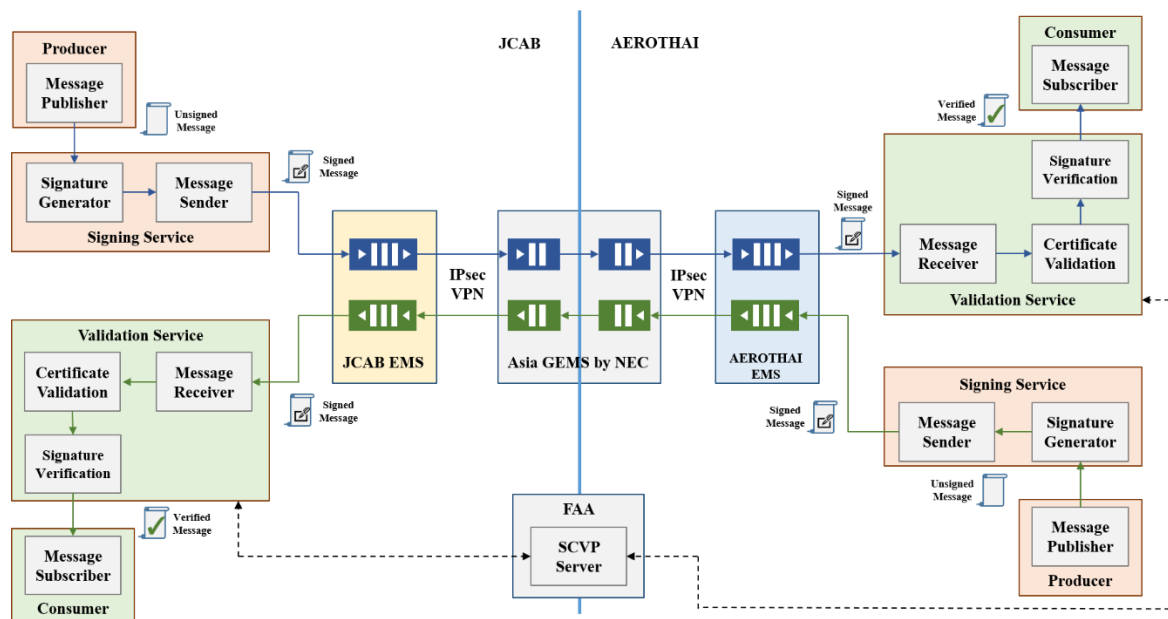 JCAB
AEROTHAI
Producer
Message
Publisher
Unsigned
Message
Signature
Generator
Message
Sender
Signing Service
Signed
Message
Consumer
Message
Subscriber
Verified
Message
Signature
Verification
Signed
Message
Message
Receiver
Certificate
Validation
Validation Service
IPsec
VPN
IPsec
VPN
JCAB EMS
Asia GEMS by NEC
AEROTHAI
EMS
Validation Service
Certificate
Validation
Message
Receiver
Signed
Message
Signature
Verification
Verified
Message
Message
Subscriber
Consumer
Signing Service
Message
Sender
Signature
Generator
Signed
Message
Unsigned
Message
Message
Publisher
Producer
FAA
SCVP
Server